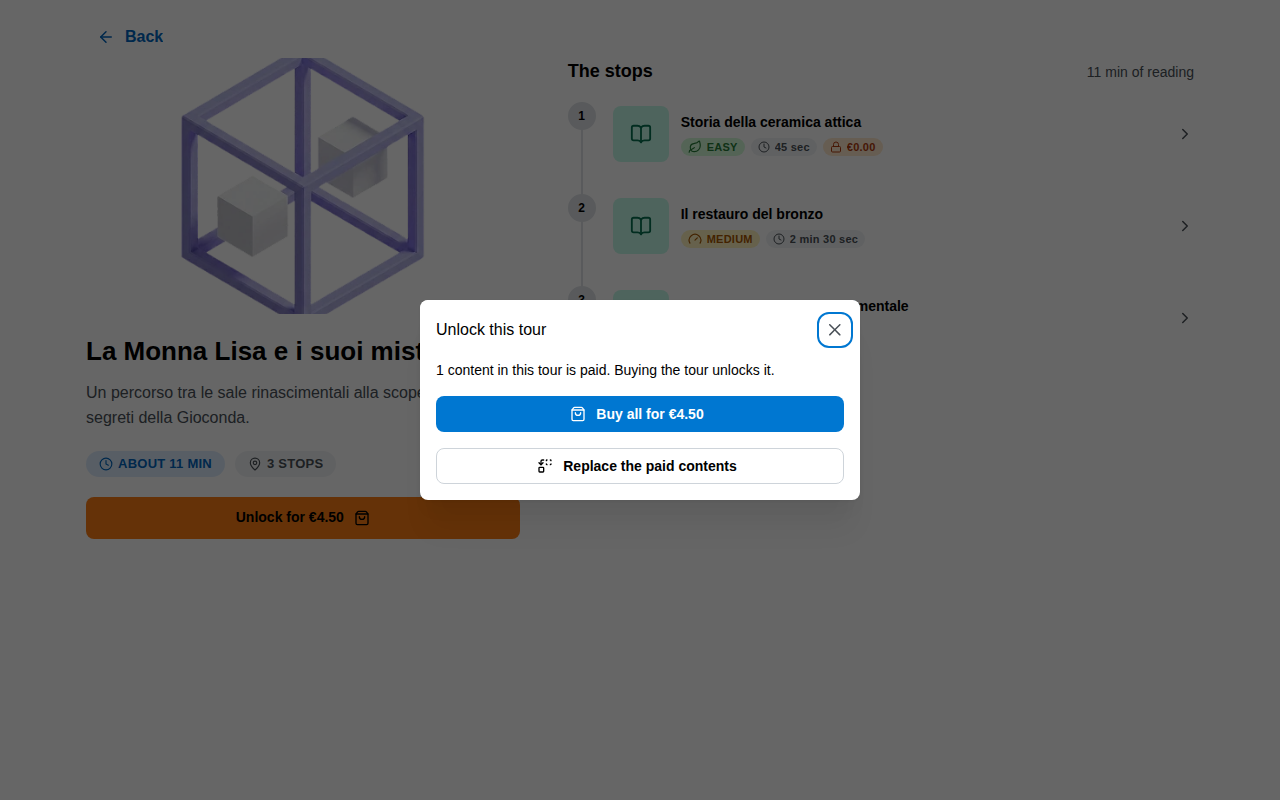 Back
The stops
11 min of reading
1
Storia della ceramica attica
EASY
45 sec
€0.00
2
Il restauro del bronzo
MEDIUM
2 min 30 sec
Unlock this tour
1 content in this tour is paid. Buying the tour unlocks it.
Buy all for €4.50
Replace the paid contents
La Monna Lisa e i suoi
Un percorso tra le sale rinascimentali alla
segreti della Gioconda.
ABOUT 11 MIN
3 STOPS
Unlock for €4.50